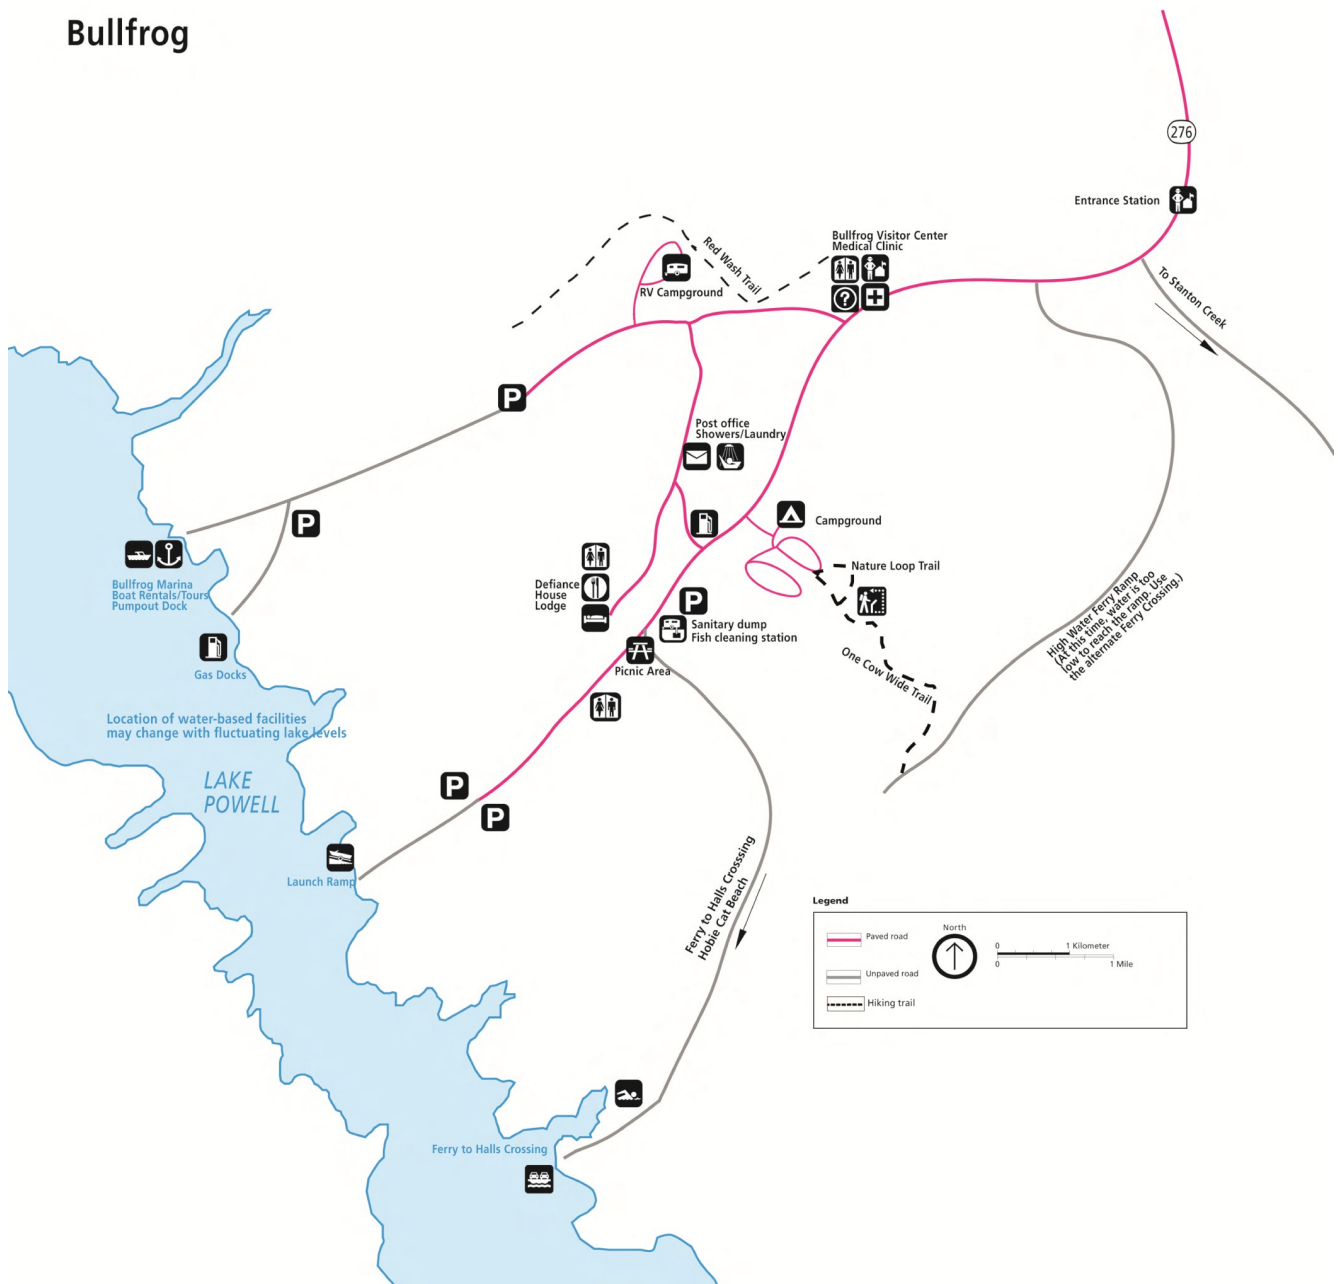 Bullfrog
276
Entrance Station
Bullfrog Visitor Center
Medical Clinic
?
Red Wash Trail
RV Campground
To Stanton Creek
P
Post office
Showers/Laundry
P
Campground
Nature Loop Trail
Bullfrog Marina
Boat Rentals/Tours
Pumpout Dock
Defiance
House
Lodge
P
Sanitary dump
Fish cleaning station
High Water Ferry Ramp
(At this time, water is too
low to reach the ramp. Use
the alternate Ferry Crossing.)
Gas Docks
Picnic Area
One Cow Wide Trail
Location of water-based facilities
may change with fluctuating lake levels
LAKE
POWELL
P
P
Launch Ramp
Ferry to Halls Crosssing
Hobie Cat Beach
Legend
Paved road
North
0
1 Kilometer
0
1 Mile
Unpaved road
Hiking trail
Ferry to Halls Crossing